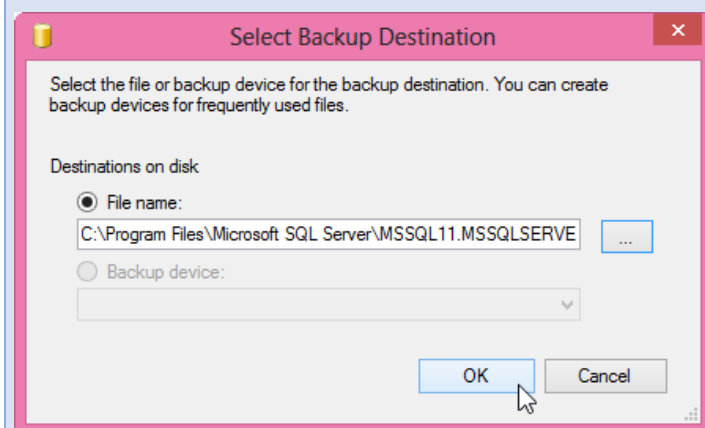 Select Backup Destination
Select the file or backup device for the backup destination. You can create
backup devices for frequently used files.
Destinations on disk
File name:
C:\Program Files\Microsoft SQL Server\MSSQL11.MSSQLSERVE
...
Backup device:
OK Cancel